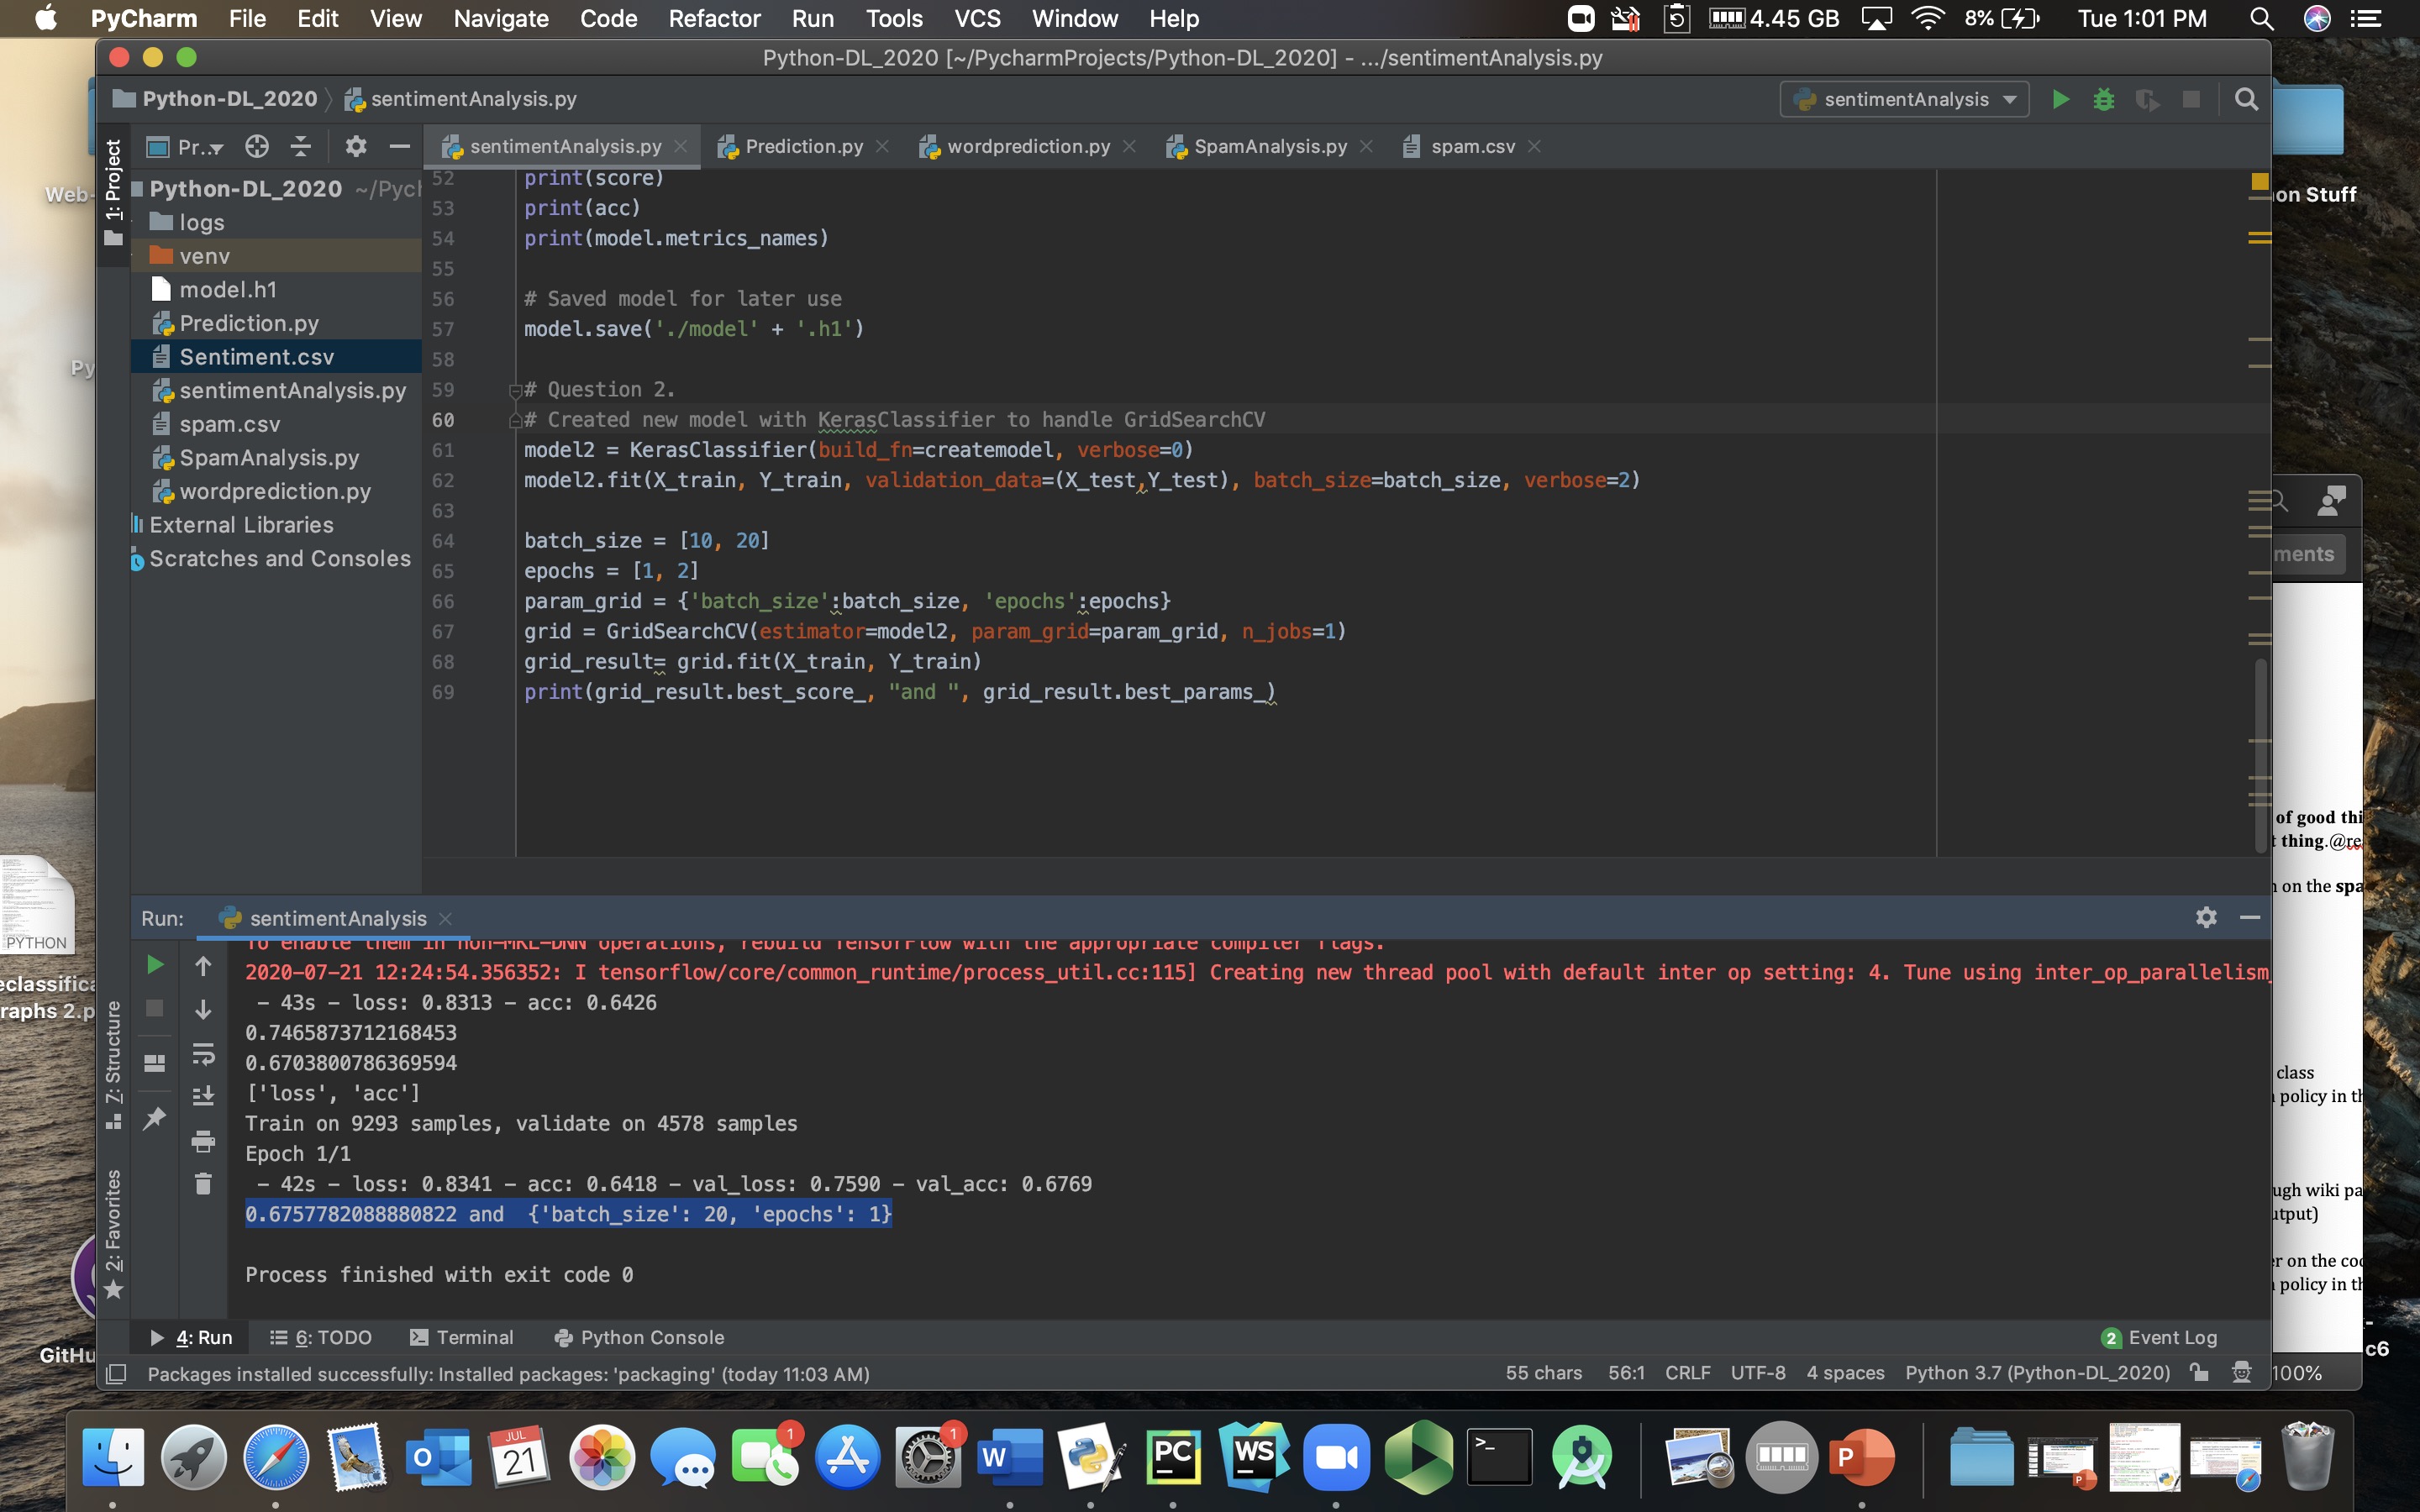 PyCharm File Edit View Navigate Code Refactor Run Tools VCS Window Help 4.45 GB 8% Tue 1:01 PM
Python-DL_2020 [~/PycharmProjects/Python-DL_2020] - .../sentimentAnalysis.py
Python-DL_2020 sentimentAnalysis.py sentimentAnalysis
Pr... sentimentAnalysis.py Prediction.py wordprediction.py SpamAnalysis.py spam.csv
1: Project
Python-DL_2020 ~/Pych
logs
venv
model.h1
Prediction.py
Sentiment.csv
sentimentAnalysis.py
spam.csv
SpamAnalysis.py
wordprediction.py
External Libraries
Scratches and Consoles
52 print(score)
53 print(acc)
54 print(model.metrics_names)
55
56 # Saved model for later use
57 model.save('./model' + '.h1')
58
59 # Question 2.
60 # Created new model with KerasClassifier to handle GridSearchCV
61 model2 = KerasClassifier(build_fn=createmodel, verbose=0)
62 model2.fit(X_train, Y_train, validation_data=(X_test,Y_test), batch_size=batch_size, verbose=2)
63
64 batch_size = [10, 20]
65 epochs = [1, 2]
66 param_grid = {'batch_size':batch_size, 'epochs':epochs}
67 grid = GridSearchCV(estimator=model2, param_grid=param_grid, n_jobs=1)
68 grid_result= grid.fit(X_train, Y_train)
69 print(grid_result.best_score_, "and ", grid_result.best_params_)
Run: sentimentAnalysis
To enable them in non-MKL-DNN operations, rebuild TensorFlow with the appropriate compiler flags.
2020-07-21 12:24:54.356352: I tensorflow/core/common_runtime/process_util.cc:115] Creating new thread pool with default inter op setting: 4. Tune using inter_op_parallelism_
- 43s - loss: 0.8313 - acc: 0.6426
0.7465873712168453
0.6703800786369594
['loss', 'acc']
Train on 9293 samples, validate on 4578 samples
Epoch 1/1
- 42s - loss: 0.8341 - acc: 0.6418 - val_loss: 0.7590 - val_acc: 0.6769
0.6757782088880822 and  {'batch_size': 20, 'epochs': 1}
Process finished with exit code 0
7: Structure
2: Favorites
4: Run 6: TODO Terminal Python Console 2 Event Log
Packages installed successfully: Installed packages: 'packaging' (today 11:03 AM) 55 chars 56:1 CRLF UTF-8 4 spaces Python 3.7 (Python-DL_2020)
Web-
Py
PYTHON
eclassifica
raphs 2.p
GitHu
on Stuff
ments
of good thi
t thing.@re
n on the spa
class
n policy in th
ugh wiki pa
utput)
er on the cod
n policy in th
c6
100%
JUL
21
1
1
W
PC
WS
P